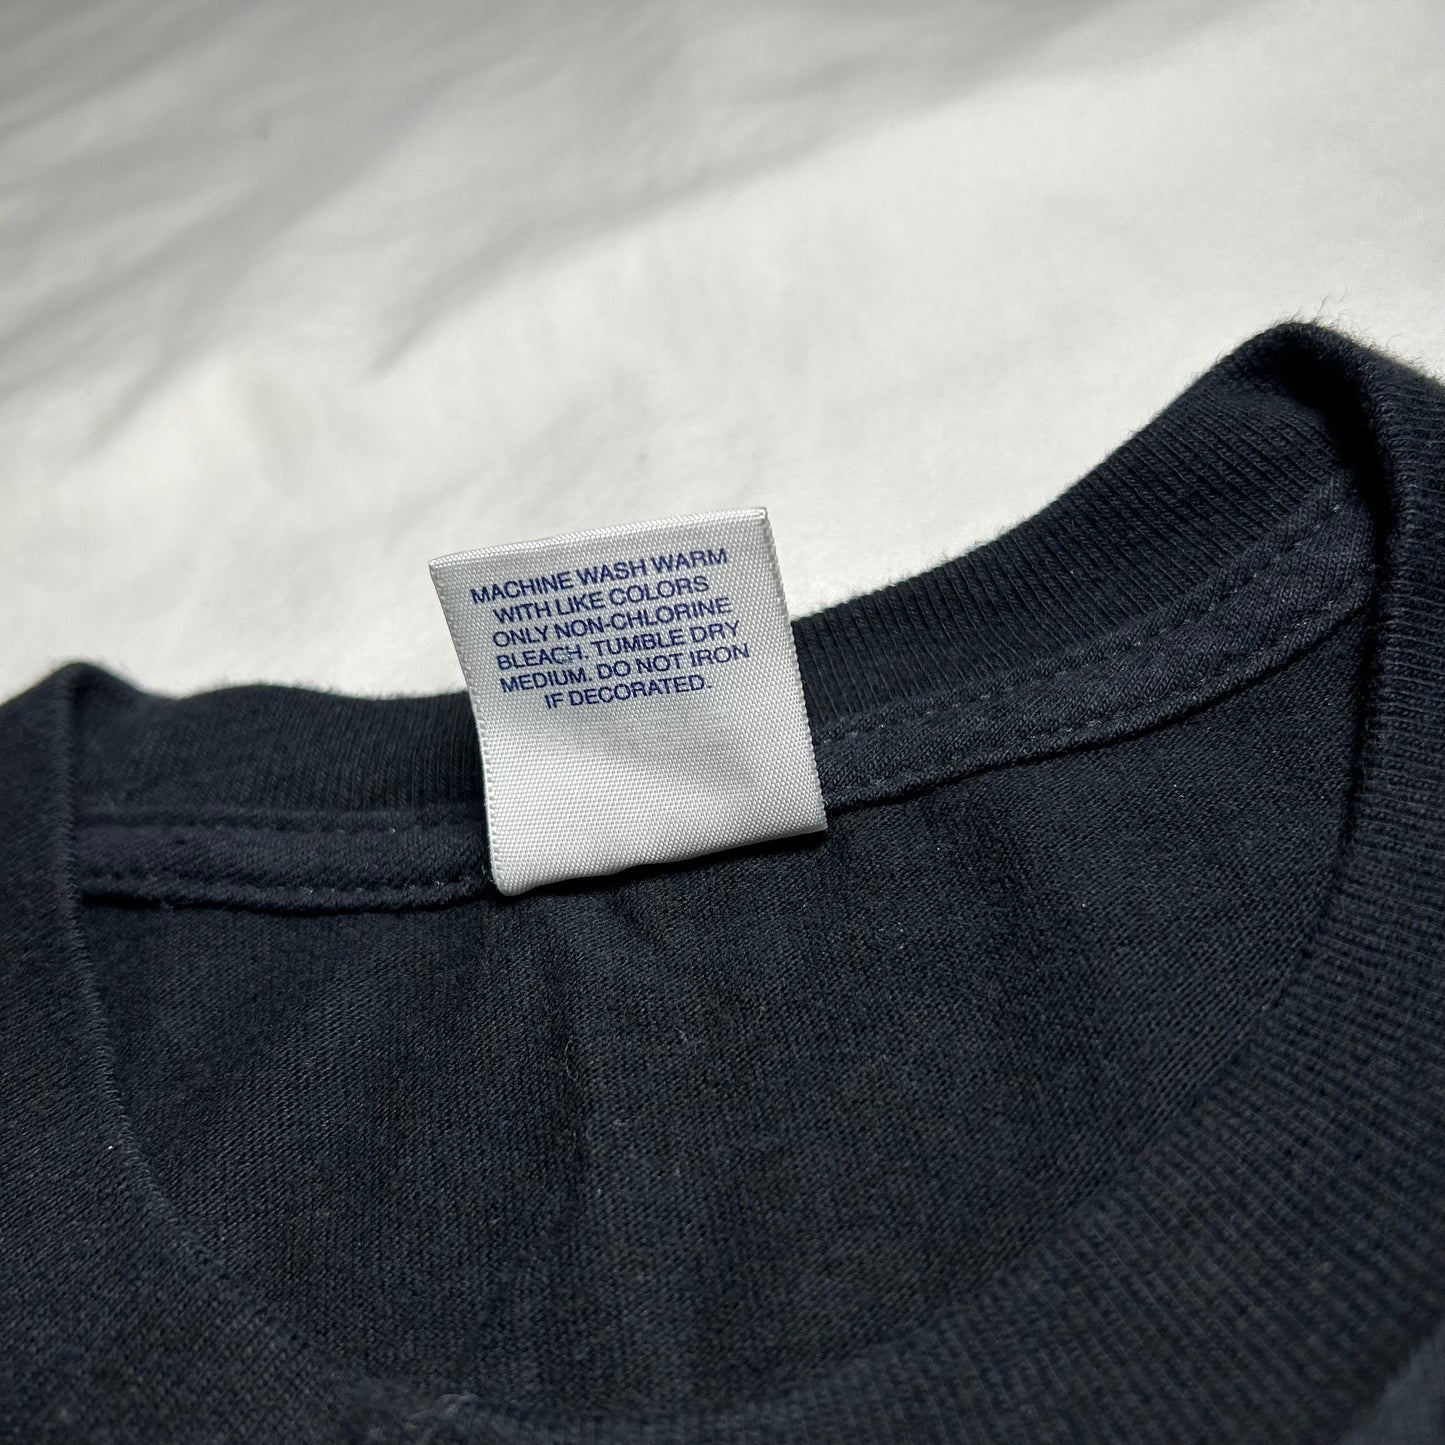 MACHINE WASH WARM
WITH LIKE COLORS
ONLY NON-CHLORINE
BLEACH. TUMBLE DRY
MEDIUM. DO NOT IRON
IF DECORATED.